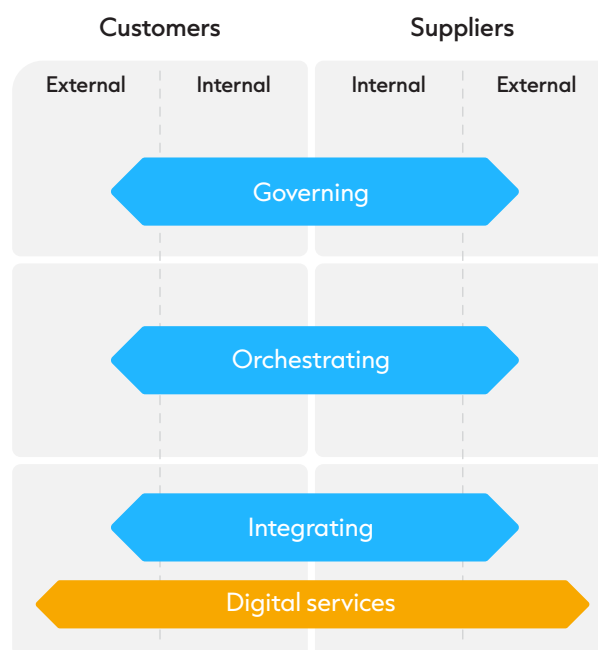 Customers Suppliers
External Internal Internal External
Governing
Orchestrating
Integrating
Digital services